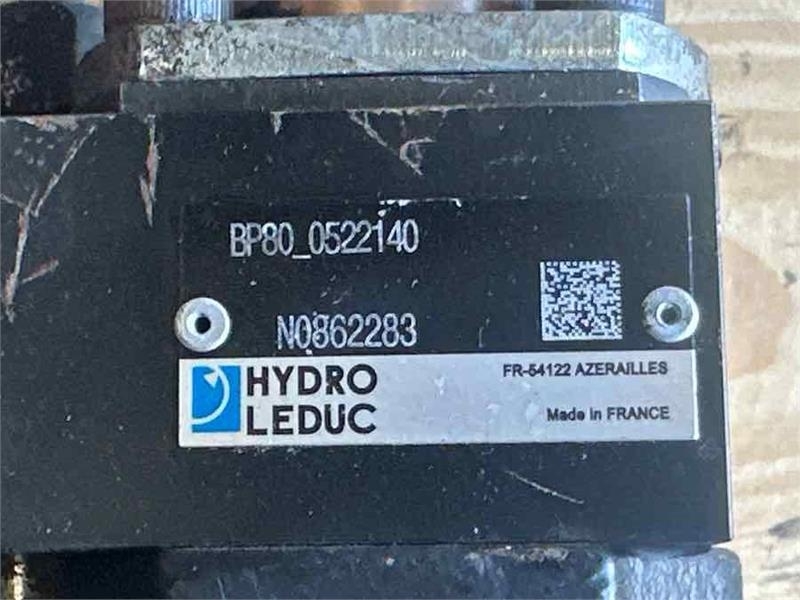 BP80_0522140
N0862283
HYDRO
LEDUC
FR-54122 AZERAILLES
Made in FRANCE